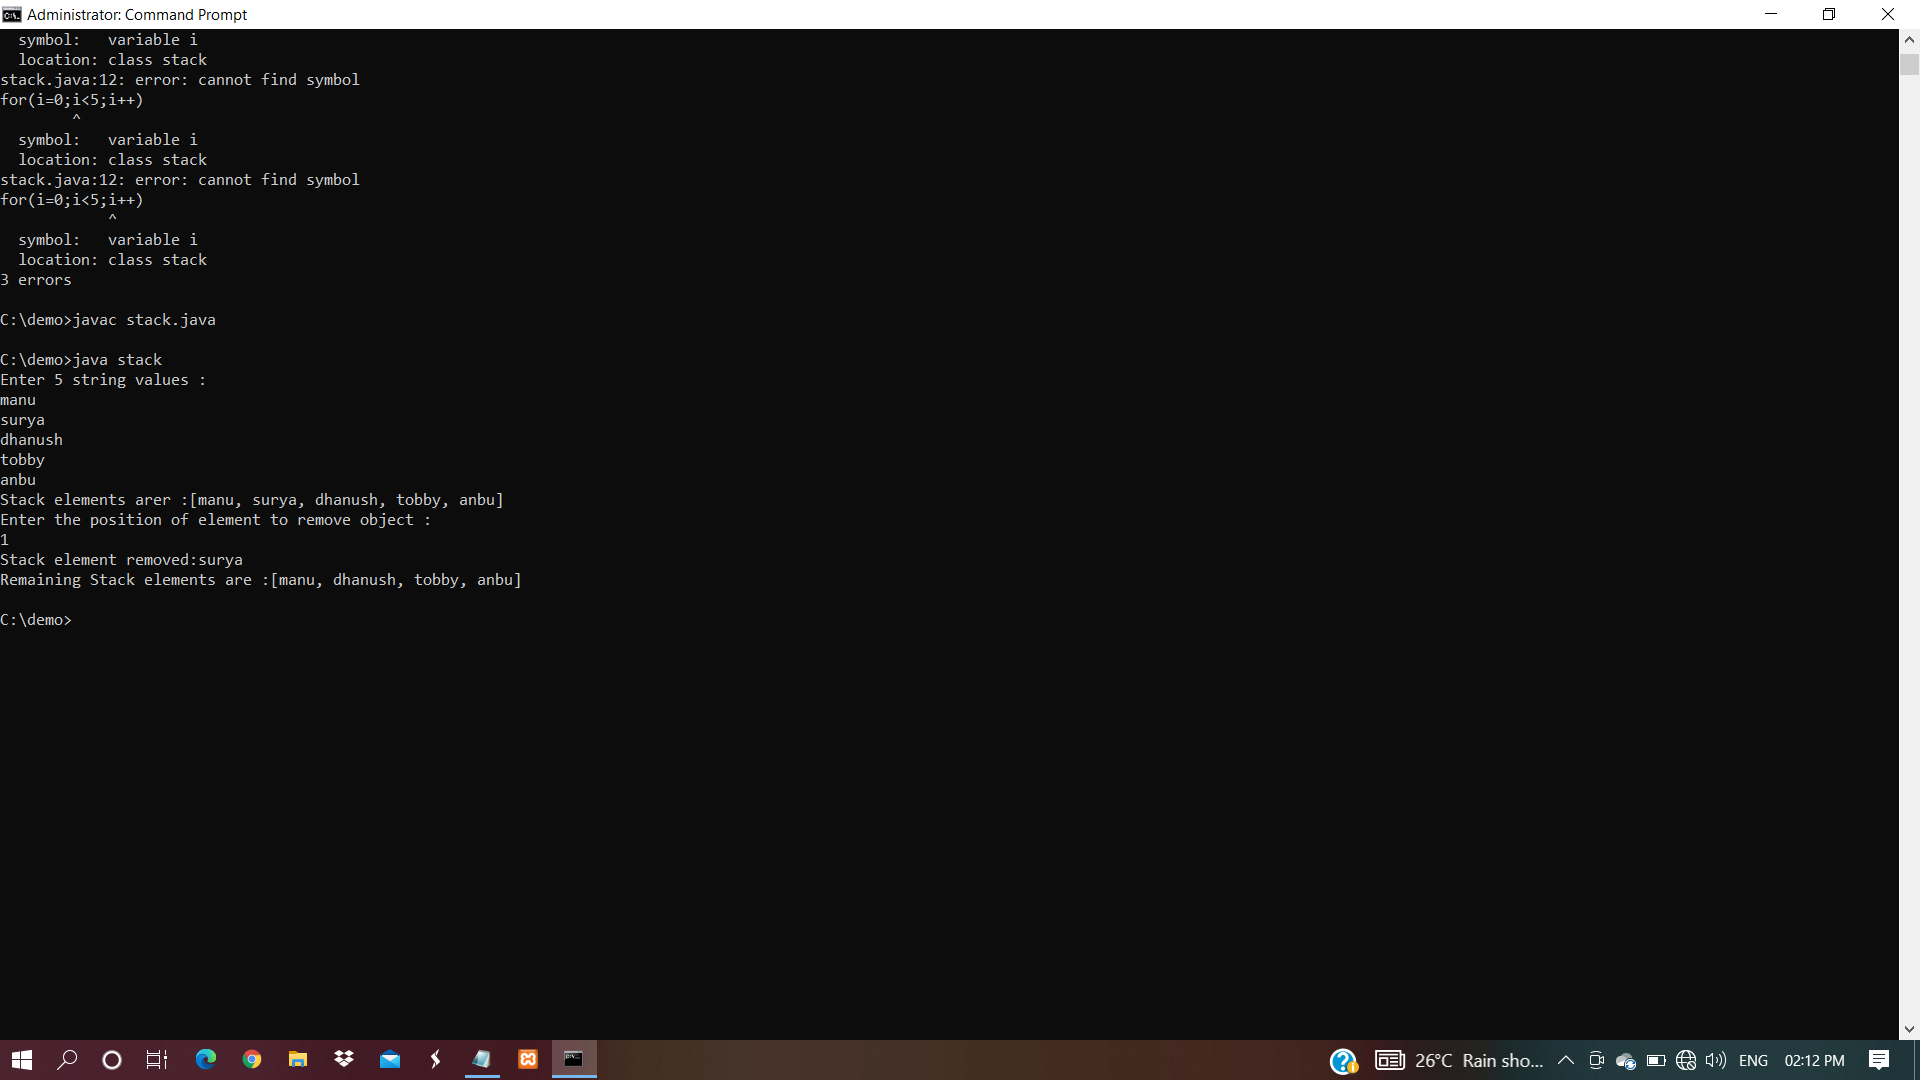 Administrator: Command Prompt
  symbol:   variable i
  location: class stack
stack.java:12: error: cannot find symbol
for(i=0;i<5;i++)
        ^
  symbol:   variable i
  location: class stack
stack.java:12: error: cannot find symbol
for(i=0;i<5;i++)
            ^
  symbol:   variable i
  location: class stack
3 errors
C:\demo>javac stack.java
C:\demo>java stack
Enter 5 string values :
manu
surya
dhanush
tobby
anbu
Stack elements arer :[manu, surya, dhanush, tobby, anbu]
Enter the position of element to remove object :
1
Stack element removed:surya
Remaining Stack elements are :[manu, dhanush, tobby, anbu]
C:\demo>
26°C Rain sho... ENG 02:12 PM